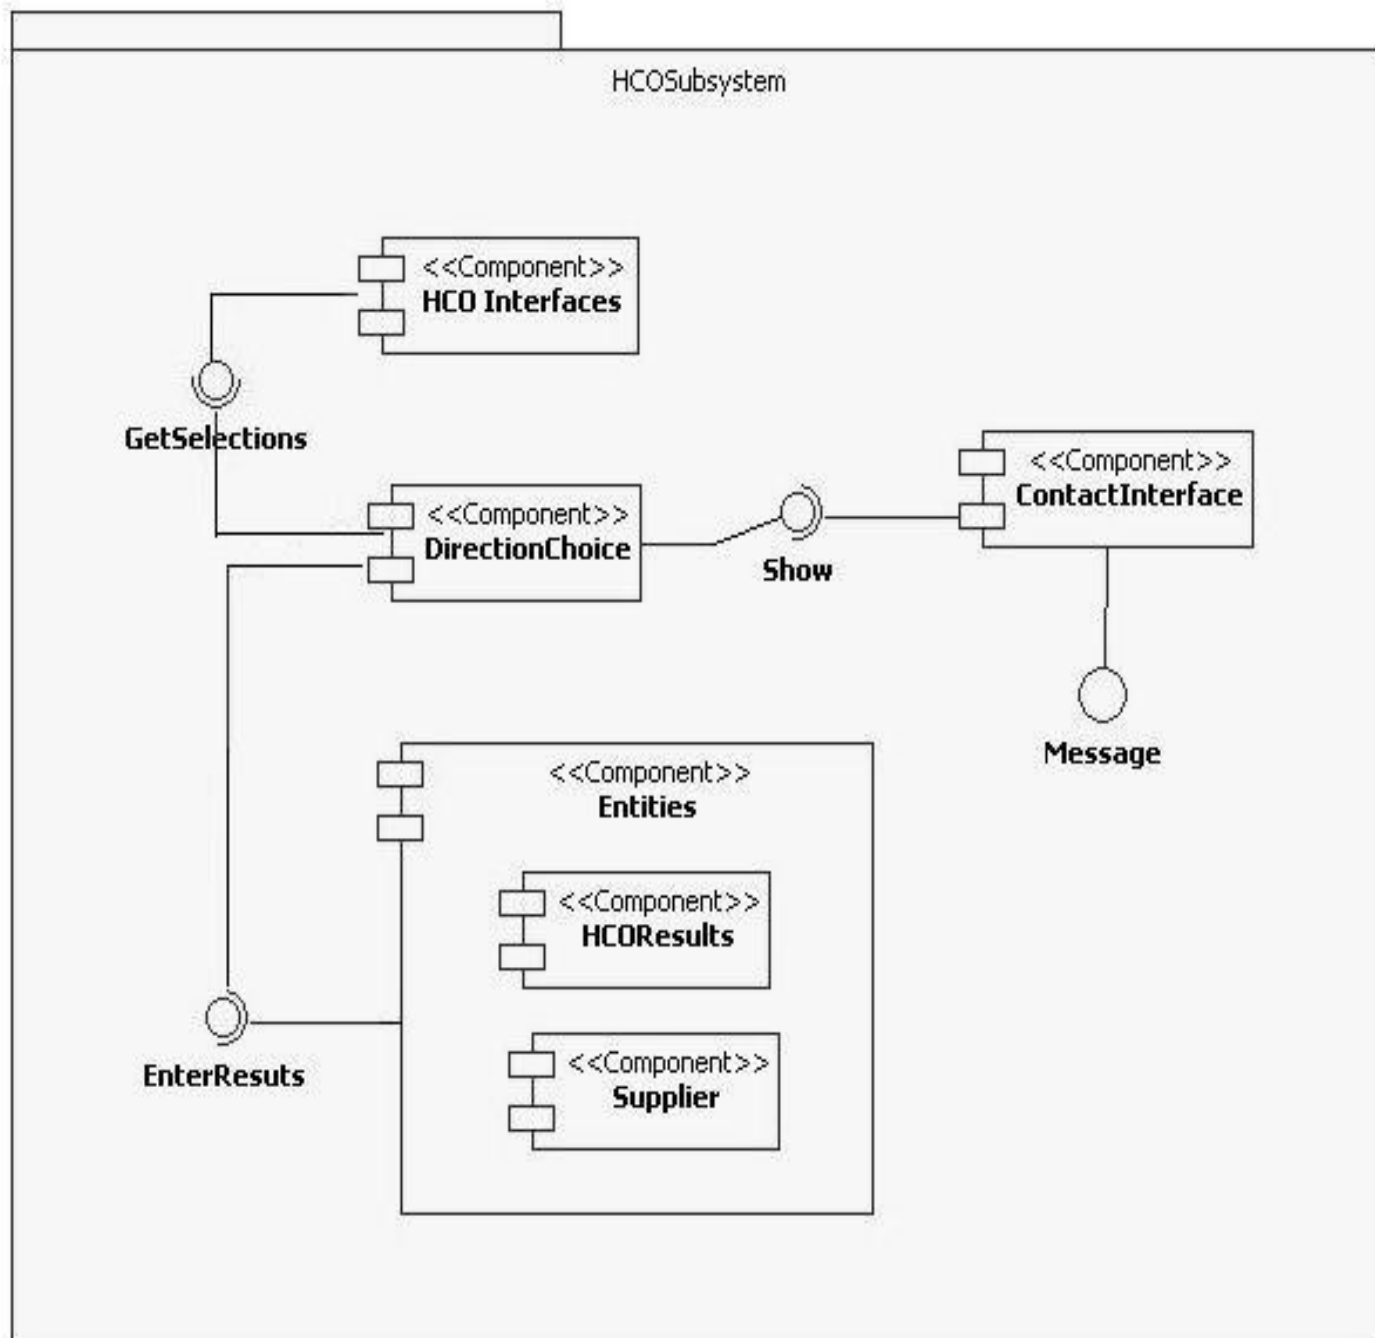 HCOSubsystem
<<Component>>
HCO Interfaces
GetSelections
<<Component>>
ContactInterface
<<Component>>
DirectionChoice
Show
Message
<<Component>>
Entities
<<Component>>
HCOResults
<<Component>>
Supplier
EnterResuts